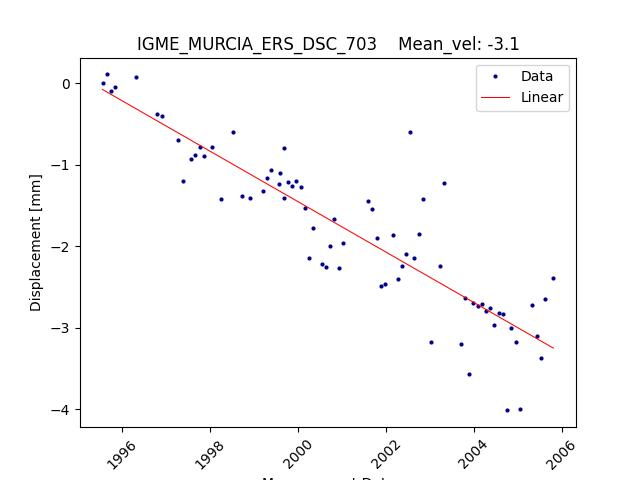 IGME_MURCIA_ERS_DSC_703    Mean_vel: -3.1
Data
Linear
Displacement [mm]
0
−1
−2
−3
−4
1996
1998
2000
2002
2004
2006